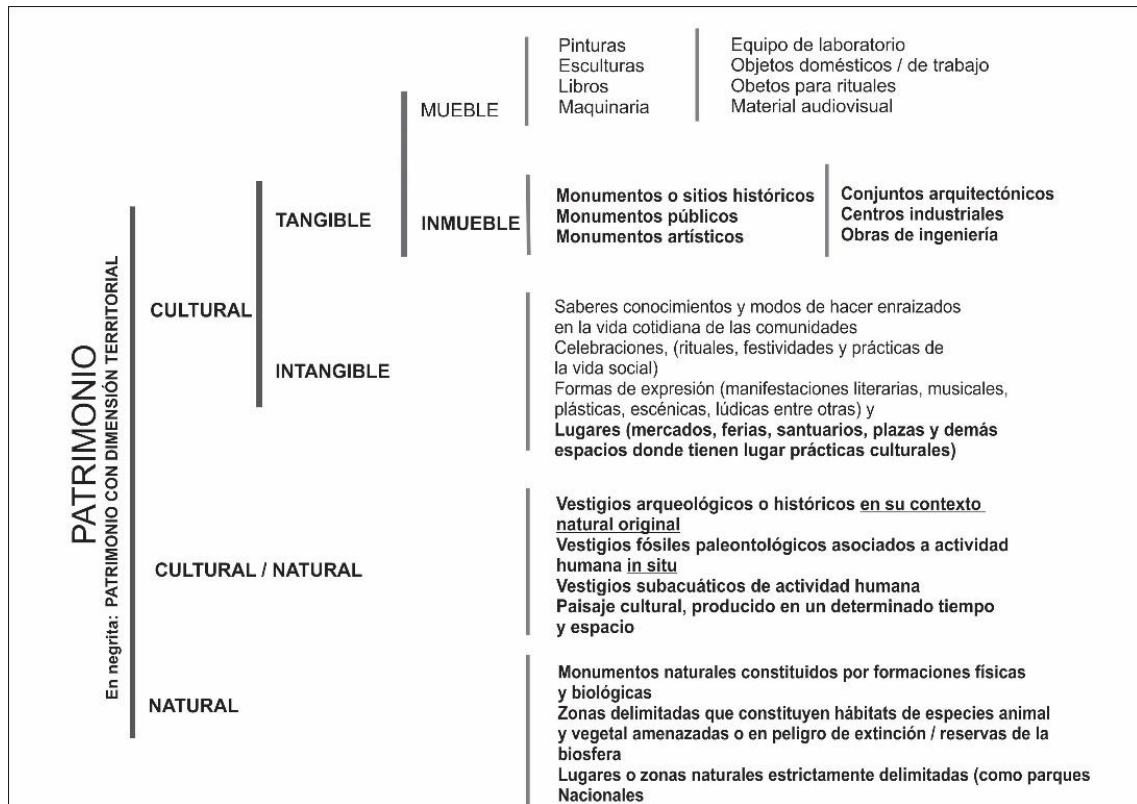 PATRIMONIO
En negrita: PATRIMONIO CON DIMENSIÓN TERRITORIAL
CULTURAL
TANGIBLE
MUEBLE
Pinturas
Esculturas
Libros
Maquinaria
Equipo de laboratorio
Objetos domésticos / de trabajo
Obetos para rituales
Material audiovisual
INMUEBLE
Monumentos o sitios históricos
Monumentos públicos
Monumentos artísticos
Conjuntos arquitectónicos
Centros industriales
Obras de ingeniería
INTANGIBLE
Saberes conocimientos y modos de hacer enraizados
en la vida cotidiana de las comunidades
Celebraciones, (rituales, festividades y prácticas de
la vida social)
Formas de expresión (manifestaciones literarias, musicales,
plásticas, escénicas, lúdicas entre otras) y
Lugares (mercados, ferias, santuarios, plazas y demás
espacios donde tienen lugar prácticas culturales)
CULTURAL / NATURAL
Vestigios arqueológicos o históricos en su contexto
natural original
Vestigios fósiles paleontológicos asociados a actividad
humana in situ
Vestigios subacuáticos de actividad humana
Paisaje cultural, producido en un determinado tiempo
y espacio
NATURAL
Monumentos naturales constituidos por formaciones físicas
y biológicas
Zonas delimitadas que constituyen hábitats de especies animal
y vegetal amenazadas o en peligro de extinción / reservas de la
biosfera
Lugares o zonas naturales estrictamente delimitadas (como parques
Nacionales